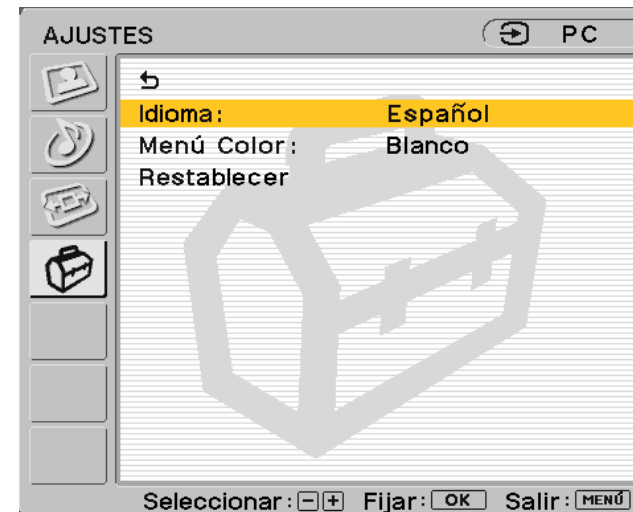 AJUSTES PC
Idioma: Español
Menú Color: Blanco
Restablecer
Seleccionar: - + Fijar: OK Salir: MENÚ